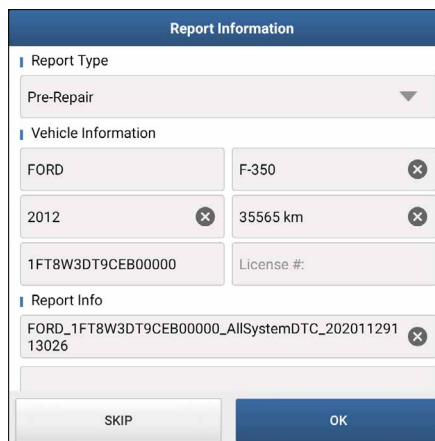 Report Information
Report Type
Pre-Repair
Vehicle Information
FORD
F-350
2012
35565 km
1FT8W3DT9CEB00000
License #:
Report Info
FORD_1FT8W3DT9CEB00000_AllSystemDTC_202011291
13026
SKIP
OK